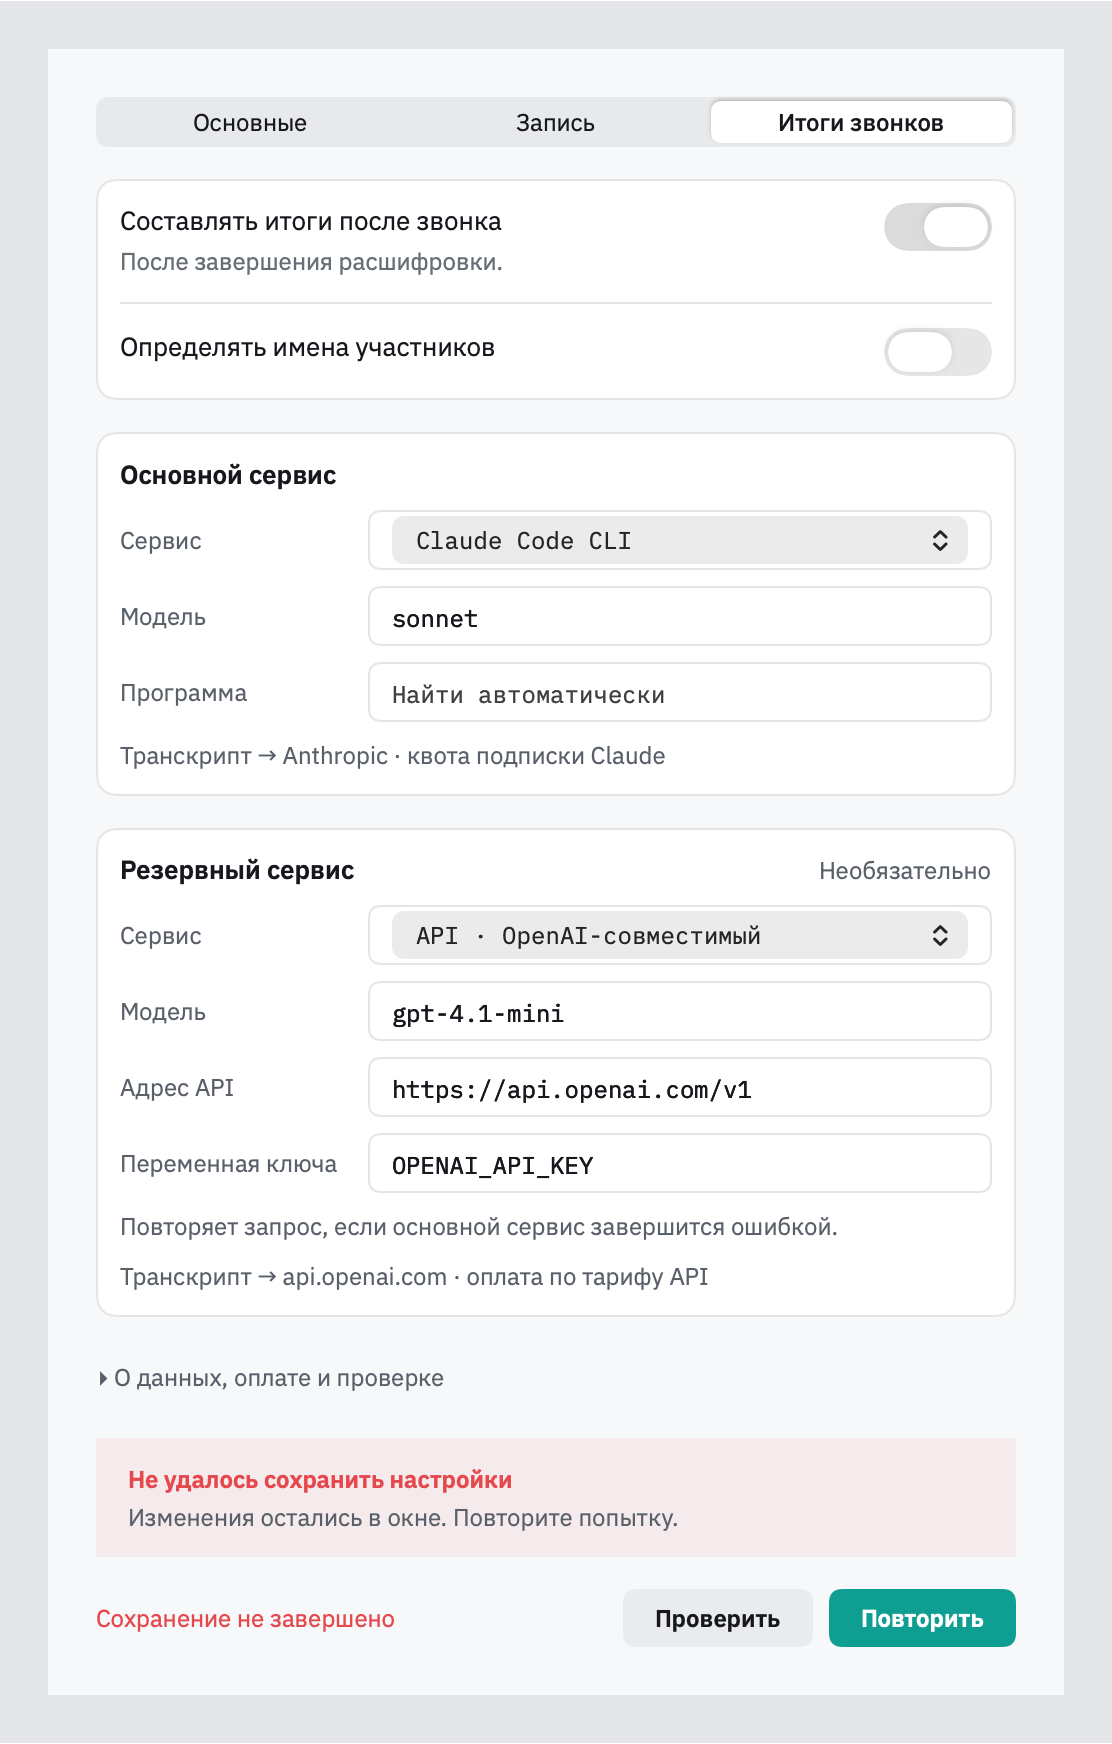 Основные
Запись
Итоги звонков
Составлять итоги после звонка
После завершения расшифровки.
Определять имена участников
Основной сервис
Сервис
Claude Code CLI
Модель
sonnet
Программа
Найти автоматически
Транскрипт → Anthropic · квота подписки Claude
Резервный сервис
Необязательно
Сервис
API · OpenAI-совместимый
Модель
gpt-4.1-mini
Адрес API
https://api.openai.com/v1
Переменная ключа
OPENAI_API_KEY
Повторяет запрос, если основной сервис завершится ошибкой.
Транскрипт → api.openai.com · оплата по тарифу API
О данных, оплате и проверке
Не удалось сохранить настройки
Изменения остались в окне. Повторите попытку.
Сохранение не завершено
Проверить
Повторить